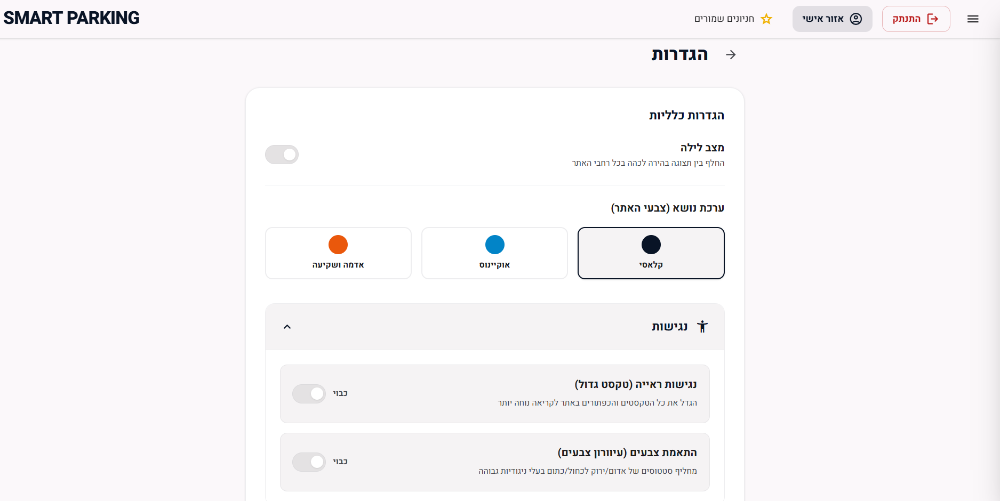 התנתק
אזור אישי
חניונים שמורים
SMART PARKING
הגדרות
הגדרות כלליות
מצב לילה
החלף בין תצוגה בהירה לכהה בכל רחבי האתר
ערכת נושא (צבעי האתר)
קלאסי
אוקיינוס
אדמה ושקיעה
נגישות
נגישות ראייה (טקסט גדול)
כבוי
הגדל את כל הטקסטים והכפתורים באתר לקריאה נוחה יותר
התאמת צבעים (עיוורון צבעים)
כבוי
מחליף סטטוסים של אדום/ירוק לכחול/כתום בעלי ניגודיות גבוהה